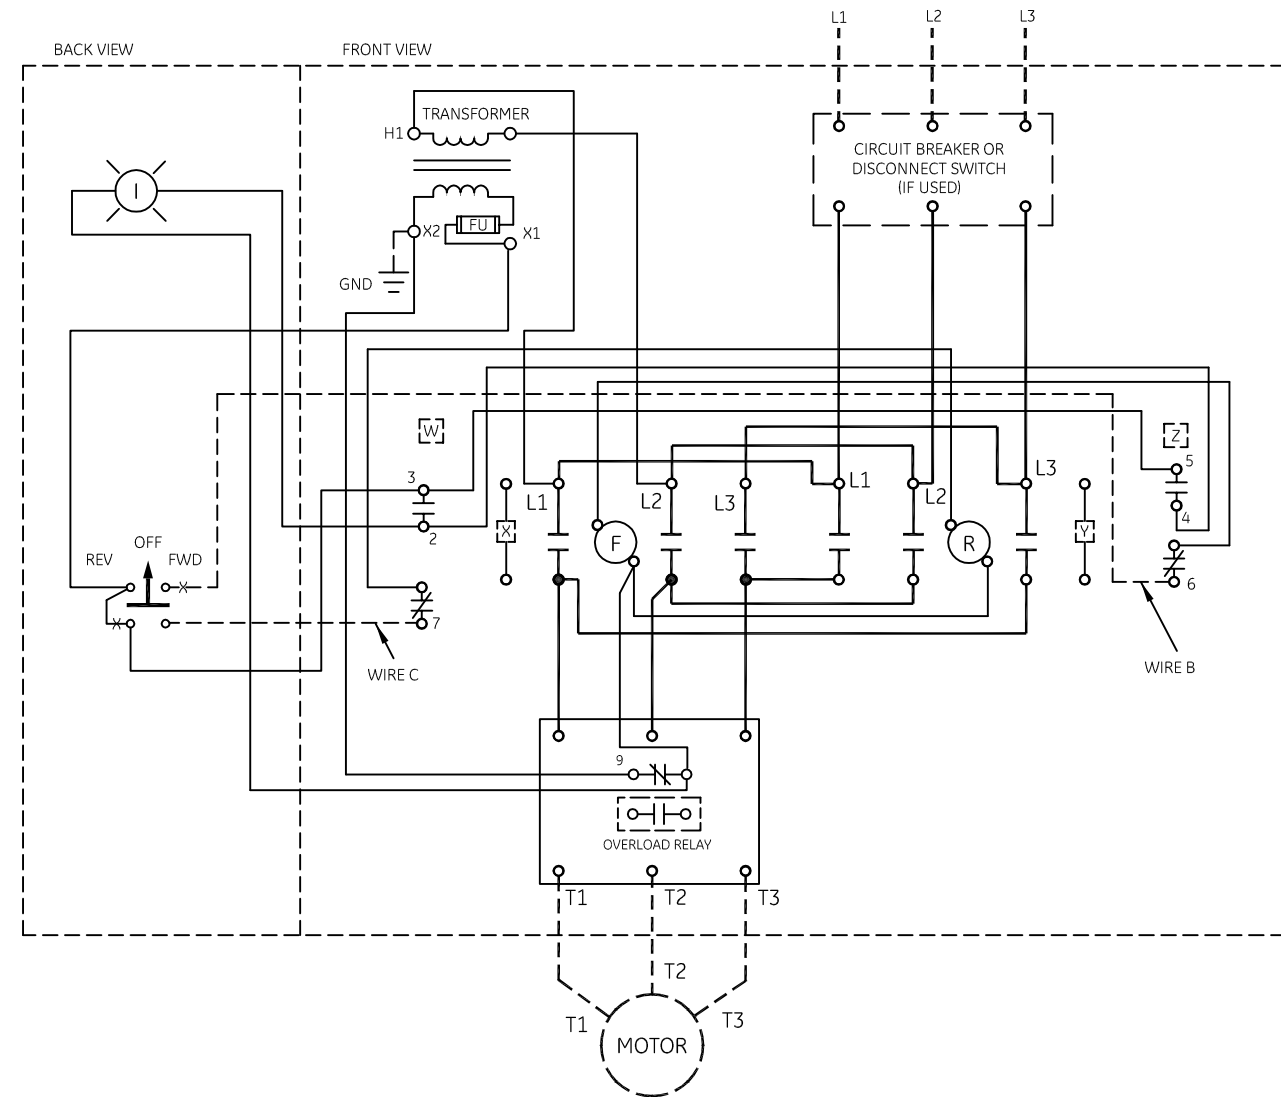 L1 L2 L3
BACK VIEW FRONT VIEW
TRANSFORMER
H1
CIRCUIT BREAKER OR
DISCONNECT SWITCH
(IF USED)
I
FU
X2 X1
GND
W Z
5
3
L1 L2 L3 L1 L2 L3
4
X F R Y
2
OFF
REV FWD
X
6
X
7
WIRE C WIRE B
9
OVERLOAD RELAY
T1 T2 T3
T2
T1 T3
MOTOR